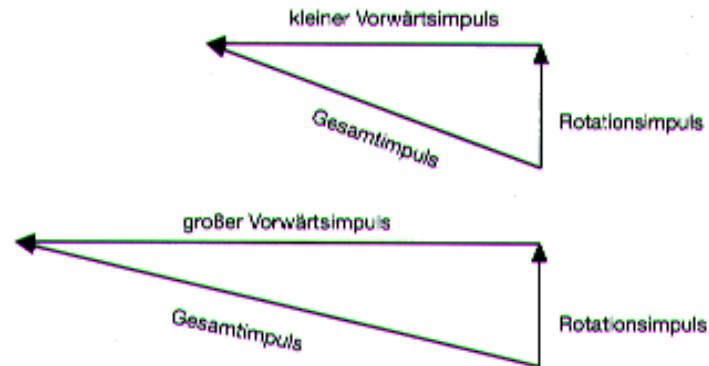 kleiner Vorwärtsimpuls
Gesamtimpuls
Rotationsimpuls
großer Vorwärtsimpuls
Gesamtimpuls
Rotationsimpuls